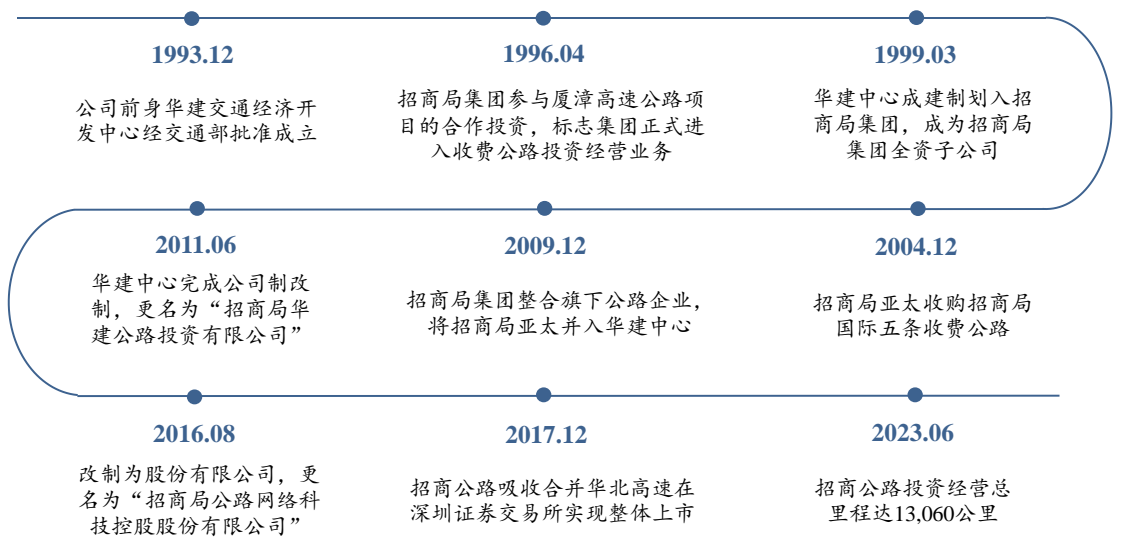 1993.12
公司前身华建交通经济开
发中心经交通部批准成立
1996.04
招商局集团参与厦漳高速公路项
目的合作投资，标志集团正式进
入收费公路投资经营业务
1999.03
华建中心成建制划入招
商局集团，成为招商局
集团全资子公司
2011.06
华建中心完成公司制改
制，更名为“招商局华
建公路投资有限公司”
2009.12
招商局集团整合旗下公路企业，
将招商局亚太并入华建中心
2004.12
招商局亚太收购招商局
国际五条收费公路
2016.08
改制为股份有限公司，更
名为“招商局公路网络科
技控股股份有限公司”
2017.12
招商公路吸收合并华北高速在
深圳证券交易所实现整体上市
2023.06
招商公路投资经营总
里程达13,060公里